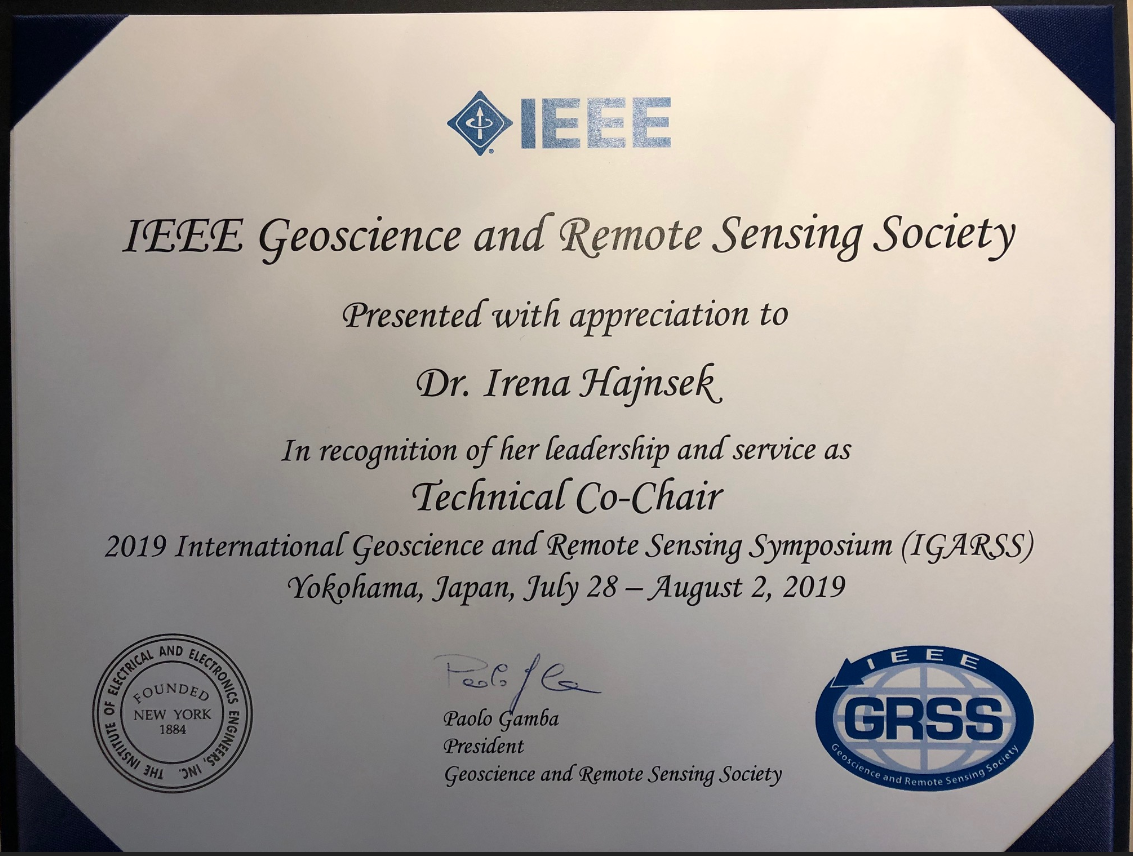 IEEE
IEEE Geoscience and Remote Sensing Society
Presented with appreciation to
Dr. Irena Hajnsek
In recognition of her leadership and service as
Technical Co-Chair
2019 International Geoscience and Remote Sensing Symposium (IGARSS)
Yokohama, Japan, July 28 – August 2, 2019
THE INSTITUTE OF ELECTRICAL AND ELECTRONICS ENGINEERS, INC.
FOUNDED
NEW YORK
1884
Paolo Gamba
President
Geoscience and Remote Sensing Society
IEEE
GRSS
Geoscience and Remote Sensing Society